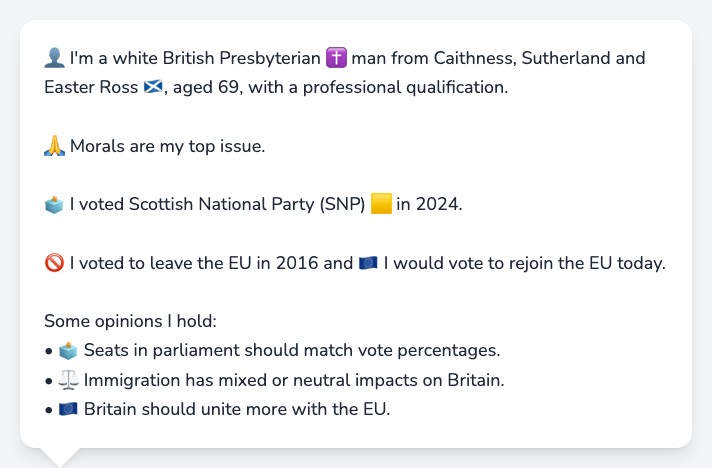 👤 I'm a white British Presbyterian ✝️ man from Caithness, Sutherland and
Easter Ross 🏴󠁧󠁢󠁳󠁣󠁴󠁿, aged 69, with a professional qualification.
🙏 Morals are my top issue.
🗳️ I voted Scottish National Party (SNP) 🟨 in 2024.
🚫 I voted to leave the EU in 2016 and 🇪🇺 I would vote to rejoin the EU today.
Some opinions I hold:
• 🗳️ Seats in parliament should match vote percentages.
• ⚖️ Immigration has mixed or neutral impacts on Britain.
• 🇪🇺 Britain should unite more with the EU.